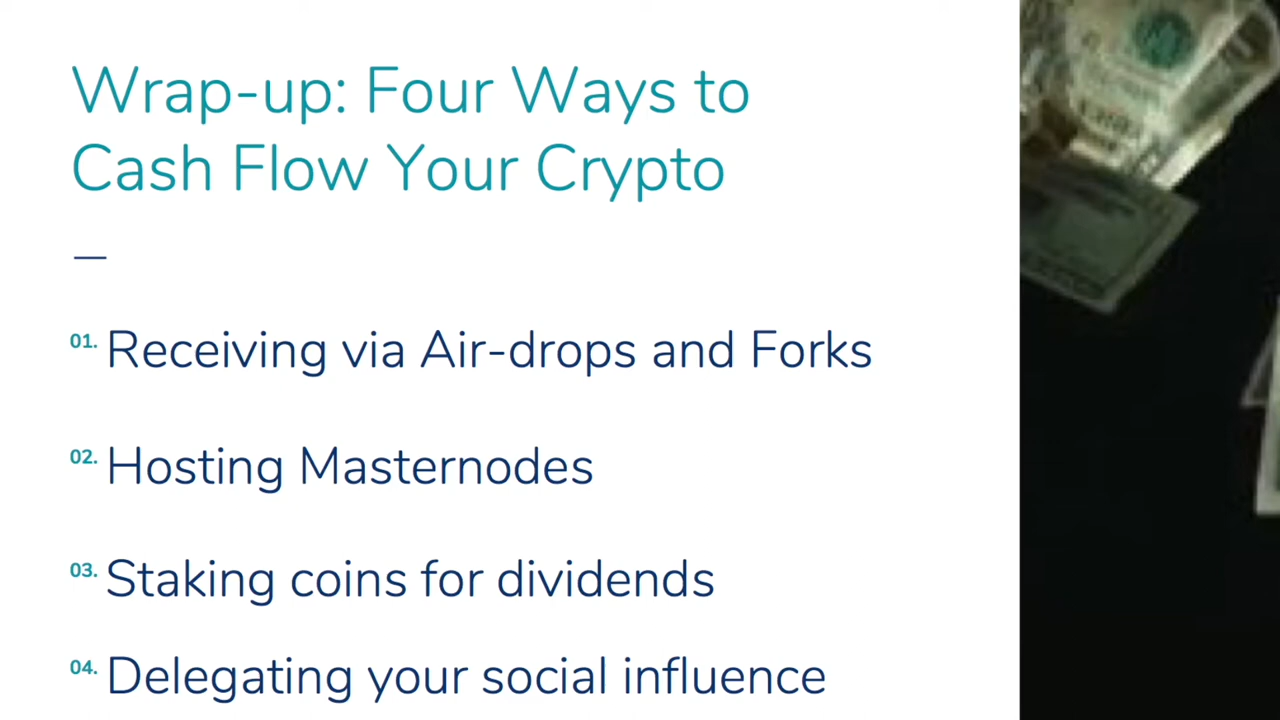 Wrap-up: Four Ways to
Cash Flow Your Crypto
01. Receiving via Air-drops and Forks
02. Hosting Masternodes
03. Staking coins for dividends
04. Delegating your social influence